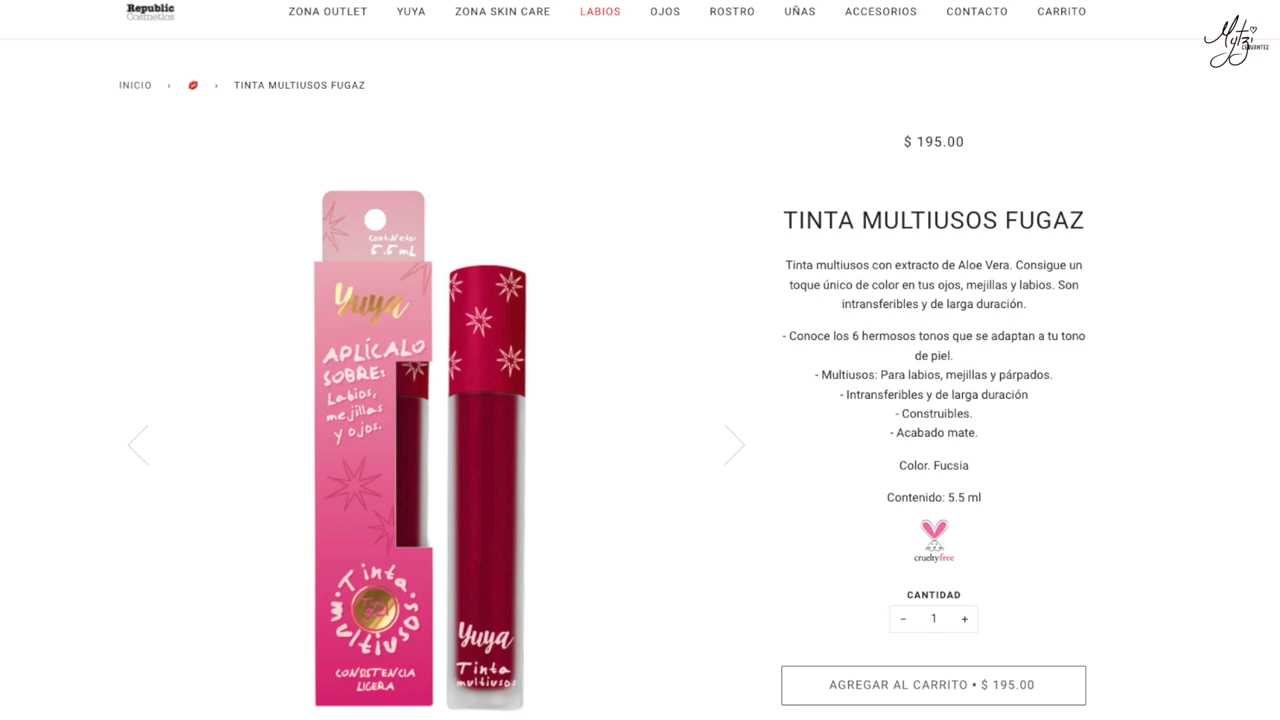 Republic
Cosmetics
ZONA OUTLET YUYA ZONA SKIN CARE LABIOS OJOS ROSTRO UÑAS ACCESORIOS CONTACTO CARRITO
Mytzi
CERVANTES
INICIO › › TINTA MULTIUSOS FUGAZ
$ 195.00
TINTA MULTIUSOS FUGAZ
Tinta multiusos con extracto de Aloe Vera. Consigue un
toque único de color en tus ojos, mejillas y labios. Son
intransferibles y de larga duración.
- Conoce los 6 hermosos tonos que se adaptan a tu tono
de piel.
- Multiusos: Para labios, mejillas y párpados.
- Intransferibles y de larga duración
- Construibles.
- Acabado mate.
Color. Fucsia
Contenido: 5.5 ml
crueltyfree
CANTIDAD
− 1 +
AGREGAR AL CARRITO • $ 195.00
Cont. Neto:
5.5 mL
Yuya
APLÍCALO
SOBRE:
Labios,
mejillas
y ojos.
Tinta
multiusos
CONSISTENCIA
LIGERA
Yuya
Tinta
multiusos